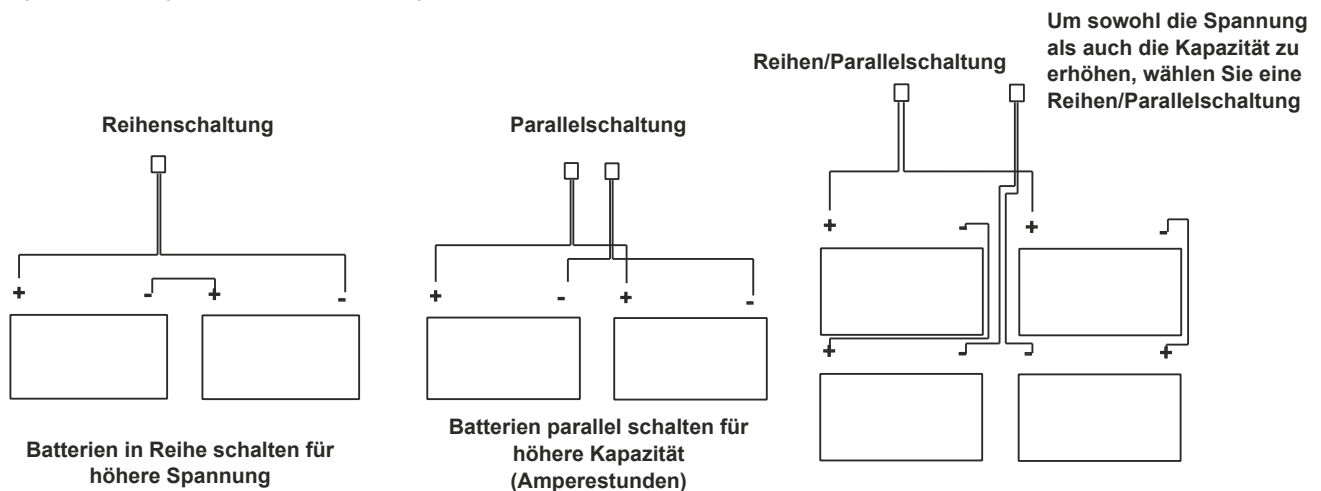 Um sowohl die Spannung
als auch die Kapazität zu
erhöhen, wählen Sie eine
Reihen/Parallelschaltung
Reihen/Parallelschaltung
Reihenschaltung
Parallelschaltung
+ - + -
+ - + -
+ - + -
+ - - +
Batterien in Reihe schalten für
höhere Spannung
Batterien parallel schalten für
höhere Kapazität
(Amperestunden)